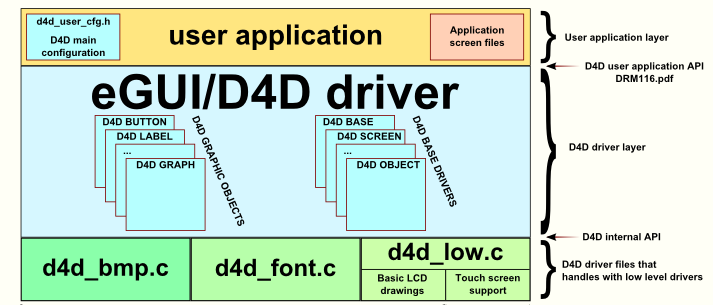 d4d_user_cfg.h
D4D main
configuration
user application
Application
screen files
User application layer
D4D user application API
DRM116.pdf
eGUI/D4D driver
D4D BUTTON
D4D LABEL
...
D4D GRAPH
D4D GRAPHIC OBJECTS
D4D BASE
D4D SCREEN
...
D4D OBJECT
D4D BASE DRIVERS
D4D driver layer
D4D internal API
d4d_bmp.c
d4d_font.c
d4d_low.c
Basic LCD
drawings
Touch screen
support
D4D driver files that
handles with low level drivers